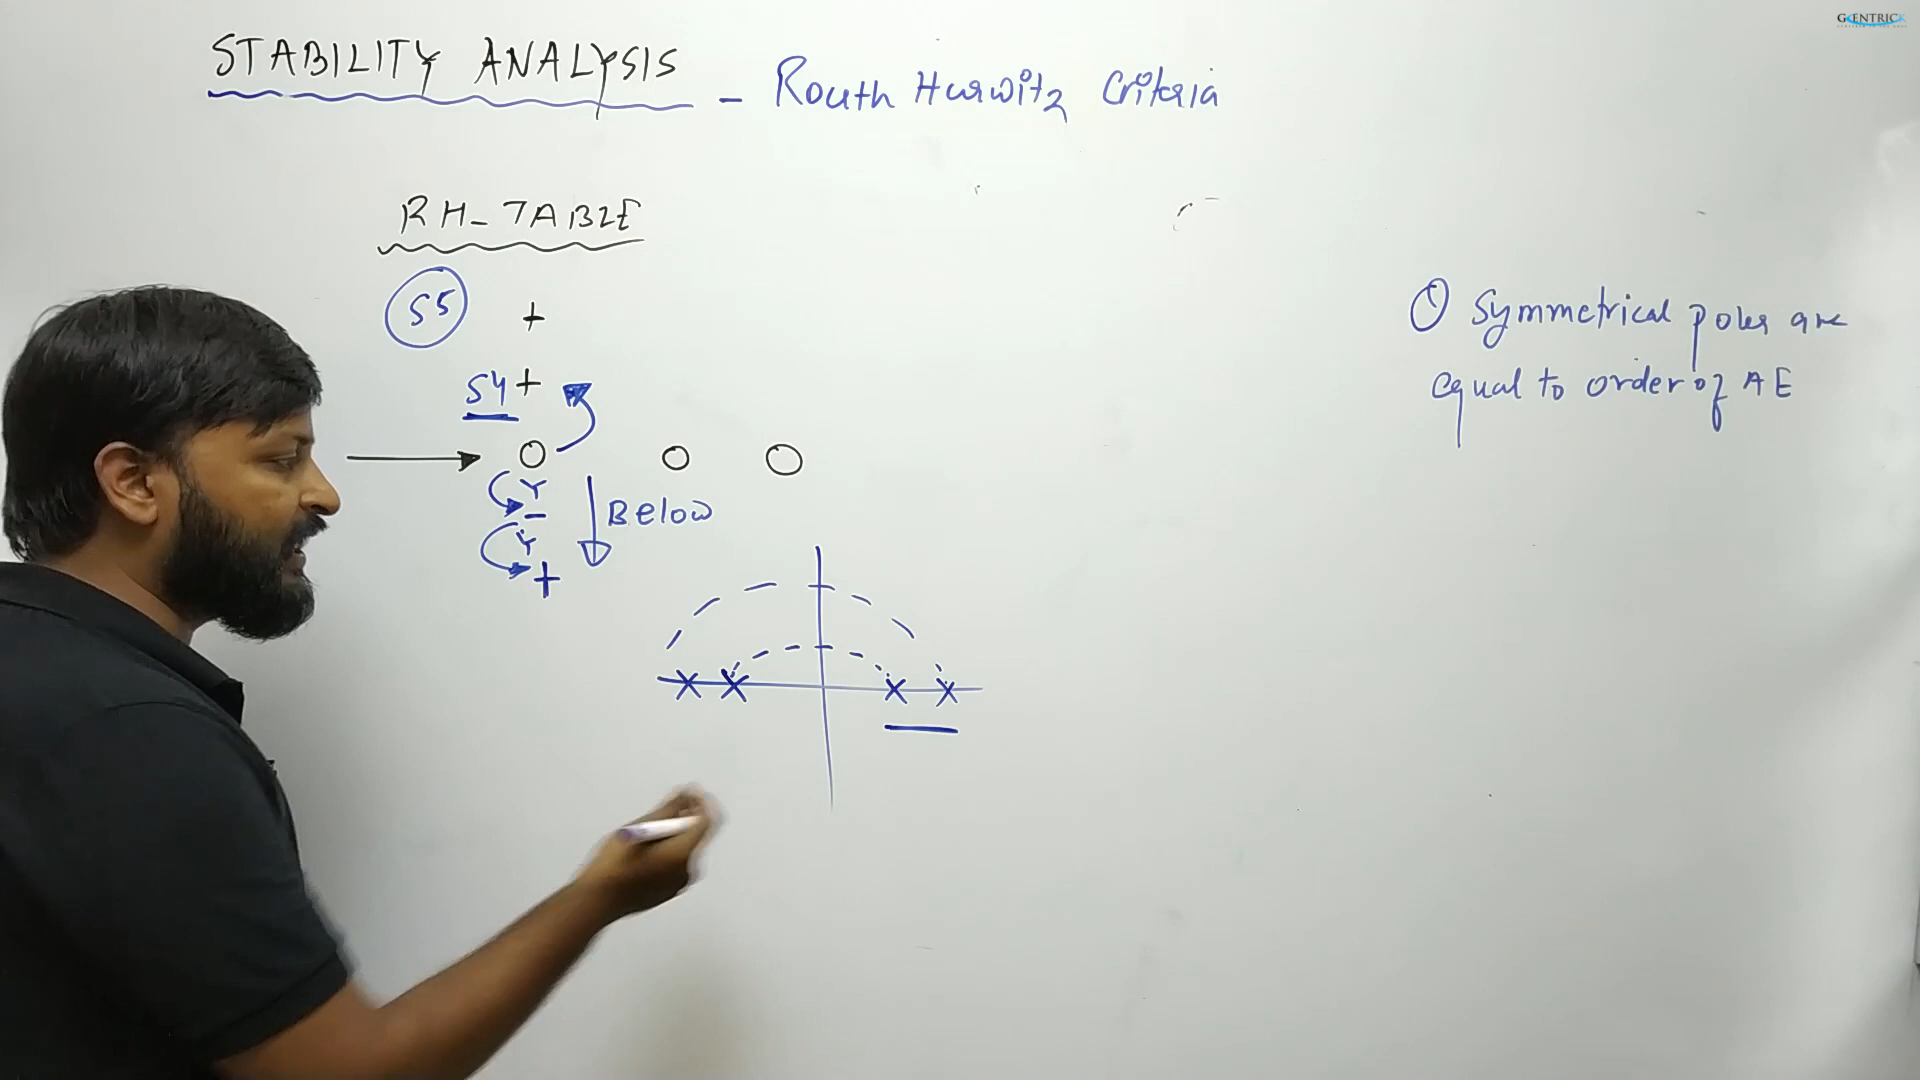 STABILITY ANALYSIS - Routh Hurwitz Criteria
RH-TABLE
S5 +
S4 +
0 0 0
-
Below
+
① Symmetrical poles are
equal to order of AE
GENTRICK